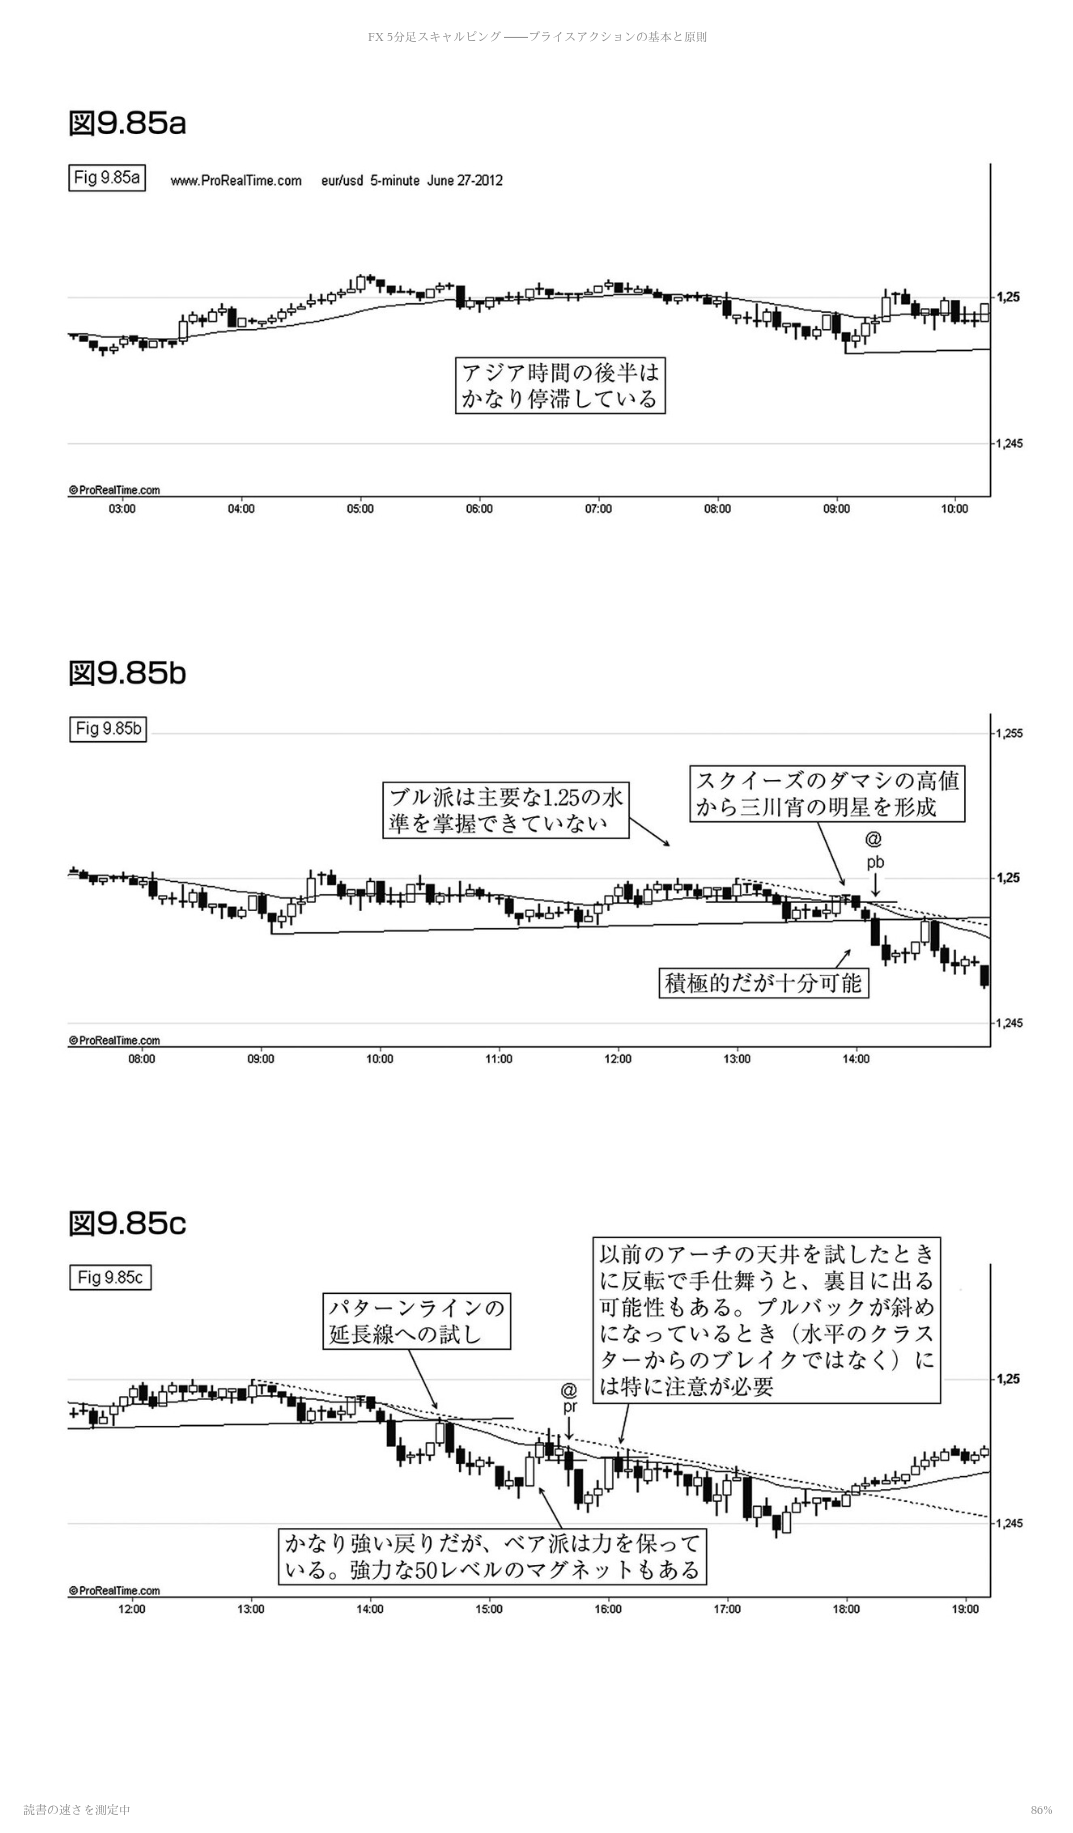 FX 5分足スキャルピング ――プライスアクションの基本と原則
図9.85a
Fig 9.85a
www.ProRealTime.com eur/usd 5-minute June 27-2012
1,25
アジア時間の後半は
かなり停滞している
1,245
©ProRealTime.com
03:00 04:00 05:00 06:00 07:00 08:00 09:00 10:00
図9.85b
Fig 9.85b
1,255
ブル派は主要な1.25の水
準を掌握できていない
スクイーズのダマシの高値
から三川宵の明星を形成
@
pb
1,25
積極的だが十分可能
1,245
©ProRealTime.com
08:00 09:00 10:00 11:00 12:00 13:00 14:00
図9.85c
Fig 9.85c
パターンラインの
延長線への試し
以前のアーチの天井を試したとき
に反転で手仕舞うと、裏目に出る
可能性もある。プルバックが斜め
になっているとき（水平のクラス
ターからのブレイクではなく）に
は特に注意が必要
@
pr
1,25
かなり強い戻りだが、ベア派は力を保って
いる。強力な50レベルのマグネットもある
1,245
©ProRealTime.com
12:00 13:00 14:00 15:00 16:00 17:00 18:00 19:00
読書の速さを測定中
86%